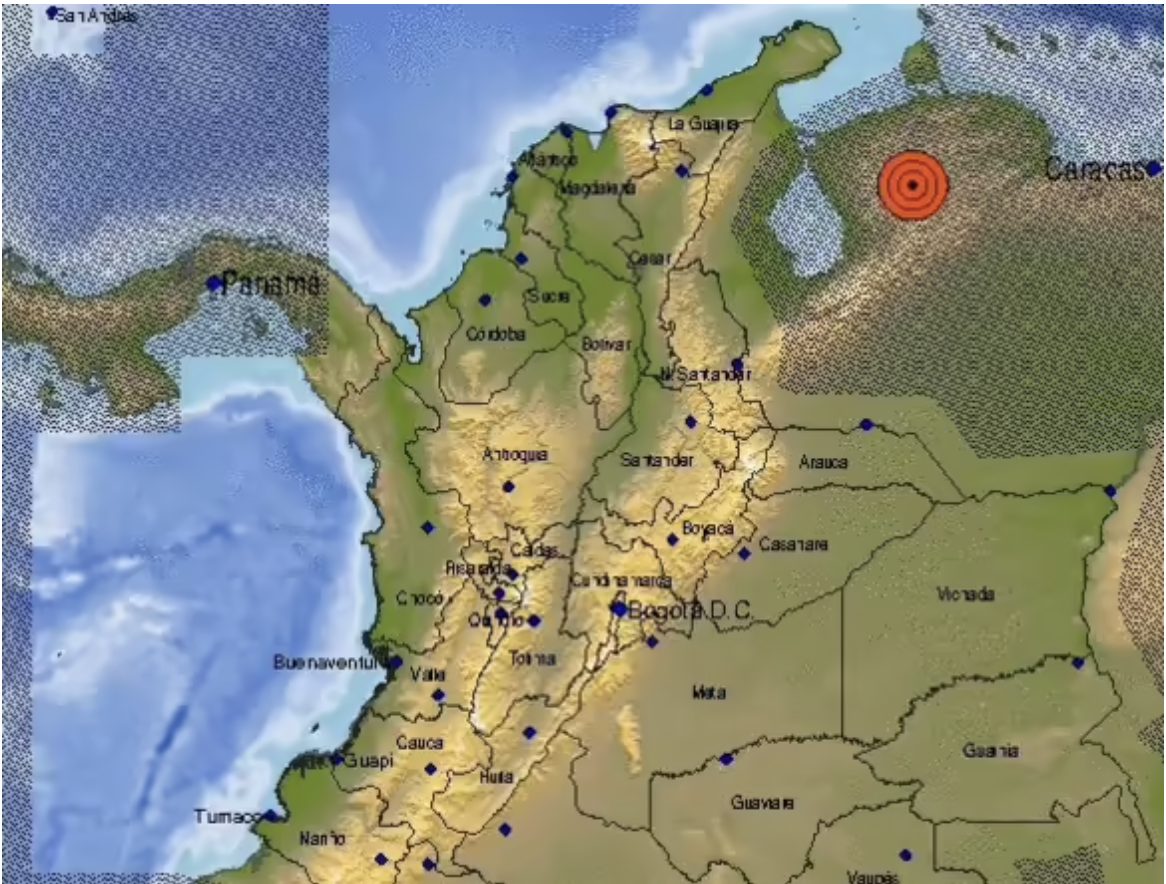 San Andrés
La Guajira
Atlántico
Magdalena
Caracas
Cesar
Panamá
Sucre
Córdoba
Bolívar
N. Santander
Antioquia
Santander
Arauca
Boyacá
Caldas
Casanare
Risaralda
Cundinamarca
Chocó
Vichada
Bogotá D.C.
Quindío
Tolima
Buenaventura
Valle
Meta
Cauca
Guainía
Guapi
Huila
Guaviare
Tumaco
Nariño
Vaupés